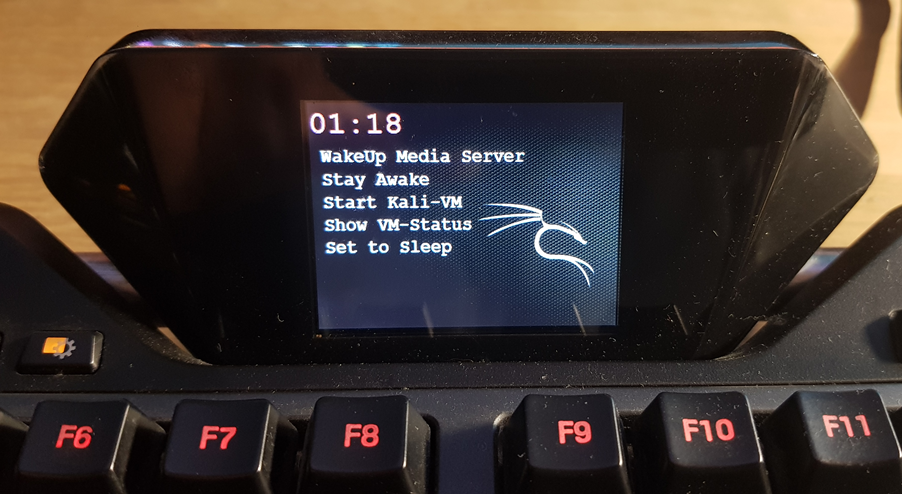 01:18
WakeUp Media Server
Stay Awake
Start Kali-VM
Show VM-Status
Set to Sleep
F6 F7 F8 F9 F10 F11